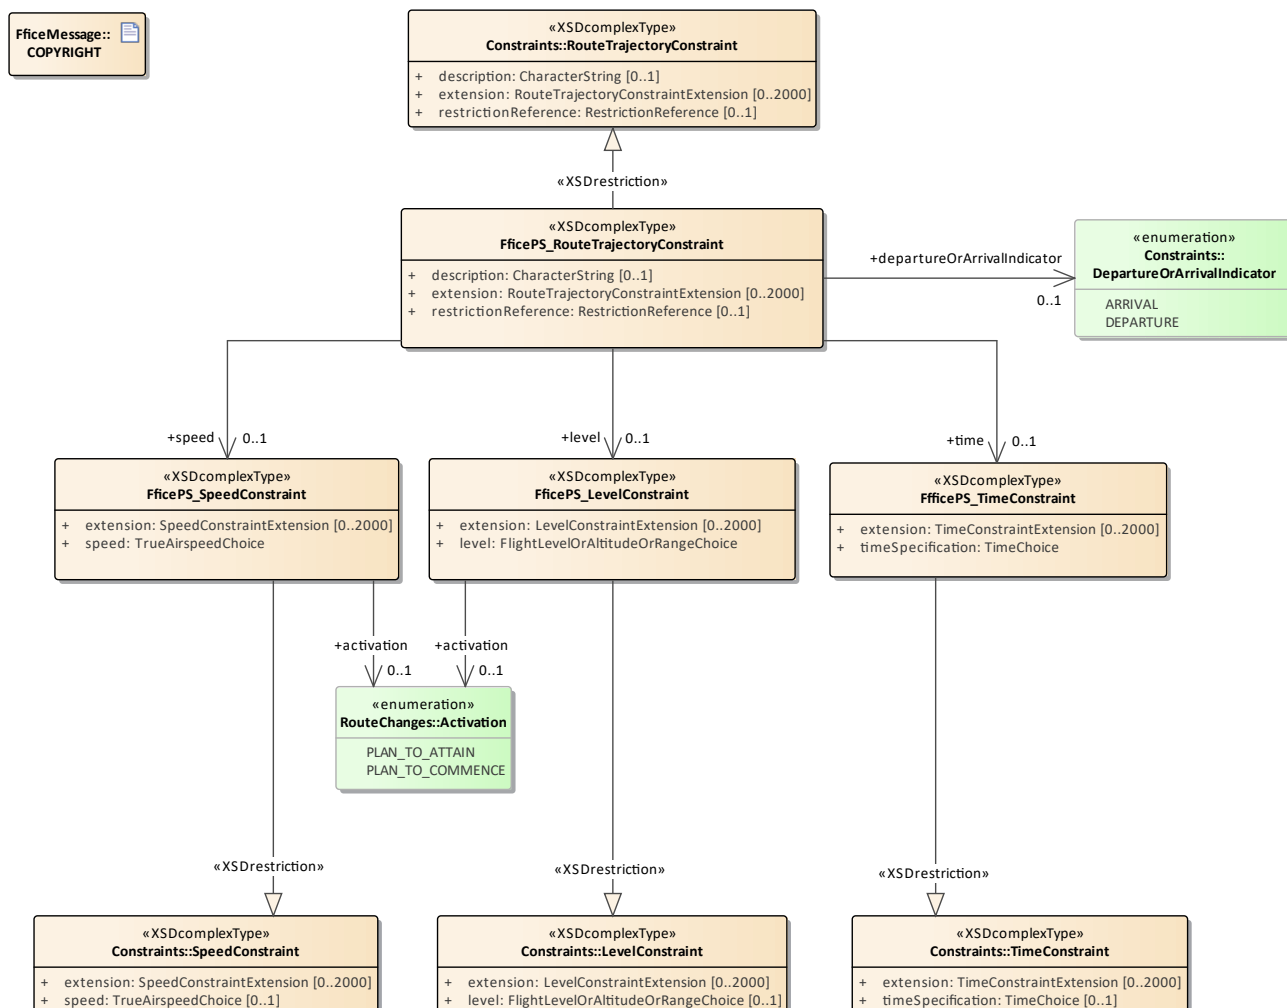 FficeMessage::
COPYRIGHT
«XSDcomplexType»
Constraints::RouteTrajectoryConstraint
+ description: CharacterString [0..1]
+ extension: RouteTrajectoryConstraintExtension [0..2000]
+ restrictionReference: RestrictionReference [0..1]
«XSDrestriction»
«XSDcomplexType»
FficePS_RouteTrajectoryConstraint
+ description: CharacterString [0..1]
+ extension: RouteTrajectoryConstraintExtension [0..2000]
+ restrictionReference: RestrictionReference [0..1]
+departureOrArrivalIndicator
0..1
«enumeration»
Constraints::
DepartureOrArrivalIndicator
ARRIVAL
DEPARTURE
+speed 0..1
+level 0..1
+time 0..1
«XSDcomplexType»
FficePS_SpeedConstraint
+ extension: SpeedConstraintExtension [0..2000]
+ speed: TrueAirspeedChoice
«XSDcomplexType»
FficePS_LevelConstraint
+ extension: LevelConstraintExtension [0..2000]
+ level: FlightLevelOrAltitudeOrRangeChoice
«XSDcomplexType»
FfficePS_TimeConstraint
+ extension: TimeConstraintExtension [0..2000]
+ timeSpecification: TimeChoice
+activation
0..1
+activation
0..1
«enumeration»
RouteChanges::Activation
PLAN_TO_ATTAIN
PLAN_TO_COMMENCE
«XSDrestriction»
«XSDrestriction»
«XSDrestriction»
«XSDcomplexType»
Constraints::SpeedConstraint
+ extension: SpeedConstraintExtension [0..2000]
+ speed: TrueAirspeedChoice [0..1]
«XSDcomplexType»
Constraints::LevelConstraint
+ extension: LevelConstraintExtension [0..2000]
+ level: FlightLevelOrAltitudeOrRangeChoice [0..1]
«XSDcomplexType»
Constraints::TimeConstraint
+ extension: TimeConstraintExtension [0..2000]
+ timeSpecification: TimeChoice [0..1]